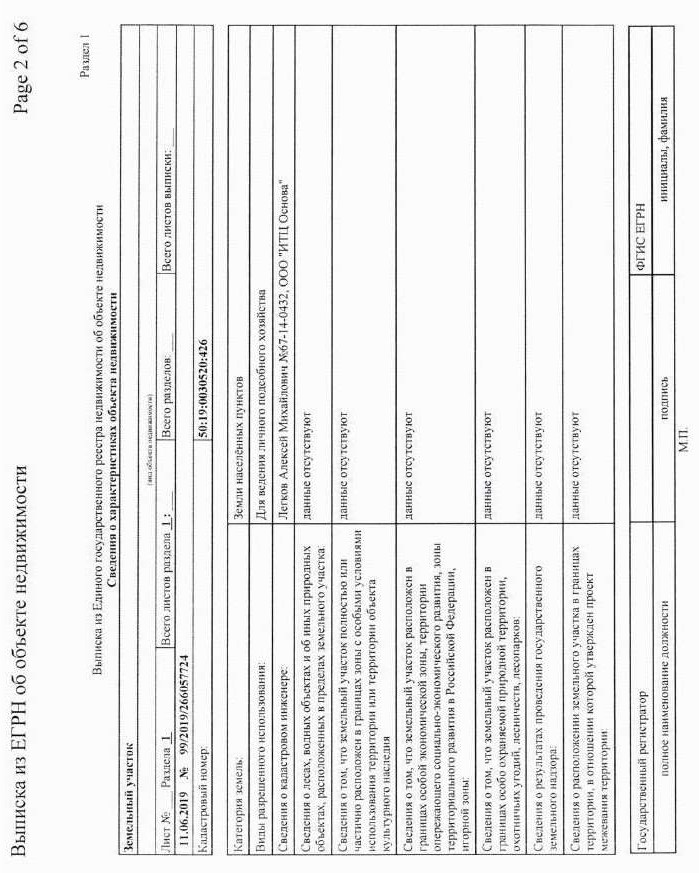 Выписка из ЕГРН об объекте недвижимости
Page 2 of 6
Раздел 1
Выписка из Единого государственного реестра недвижимости об объекте недвижимости
Сведения о характеристиках объекта недвижимости
Земельный участок
(вид объекта недвижимости)
Лист № ___ Раздела 1
Всего листов раздела 1 : ___
Всего разделов: ___
Всего листов выписки: ___
11.06.2019 № 99/2019/266057724
Кадастровый номер:
50:19:0030520:426
Категория земель:
Земли населённых пунктов
Виды разрешенного использования:
Для ведения личного подсобного хозяйства
Сведения о кадастровом инженере:
Легков Алексей Михайлович №67-14-0432, ООО "ИТЦ Основа"
Сведения о лесах, водных объектах и об иных природных
объектах, расположенных в пределах земельного участка:
данные отсутствуют
Сведения о том, что земельный участок полностью или
частично расположен в границах зоны с особыми условиями
использования территории или территории объекта
культурного наследия
данные отсутствуют
Сведения о том, что земельный участок расположен в
границах особой экономической зоны, территории
опережающего социально-экономического развития, зоны
территориального развития в Российской Федерации,
игорной зоны:
данные отсутствуют
Сведения о том, что земельный участок расположен в
границах особо охраняемой природной территории,
охотничьих угодий, лесничеств, лесопарков:
данные отсутствуют
Сведения о результатах проведения государственного
земельного надзора:
данные отсутствуют
Сведения о расположении земельного участка в границах
территории, в отношении которой утвержден проект
межевания территории:
данные отсутствуют
Государственный регистратор
ФГИС ЕГРН
полное наименование должности
подпись
инициалы, фамилия
М.П.